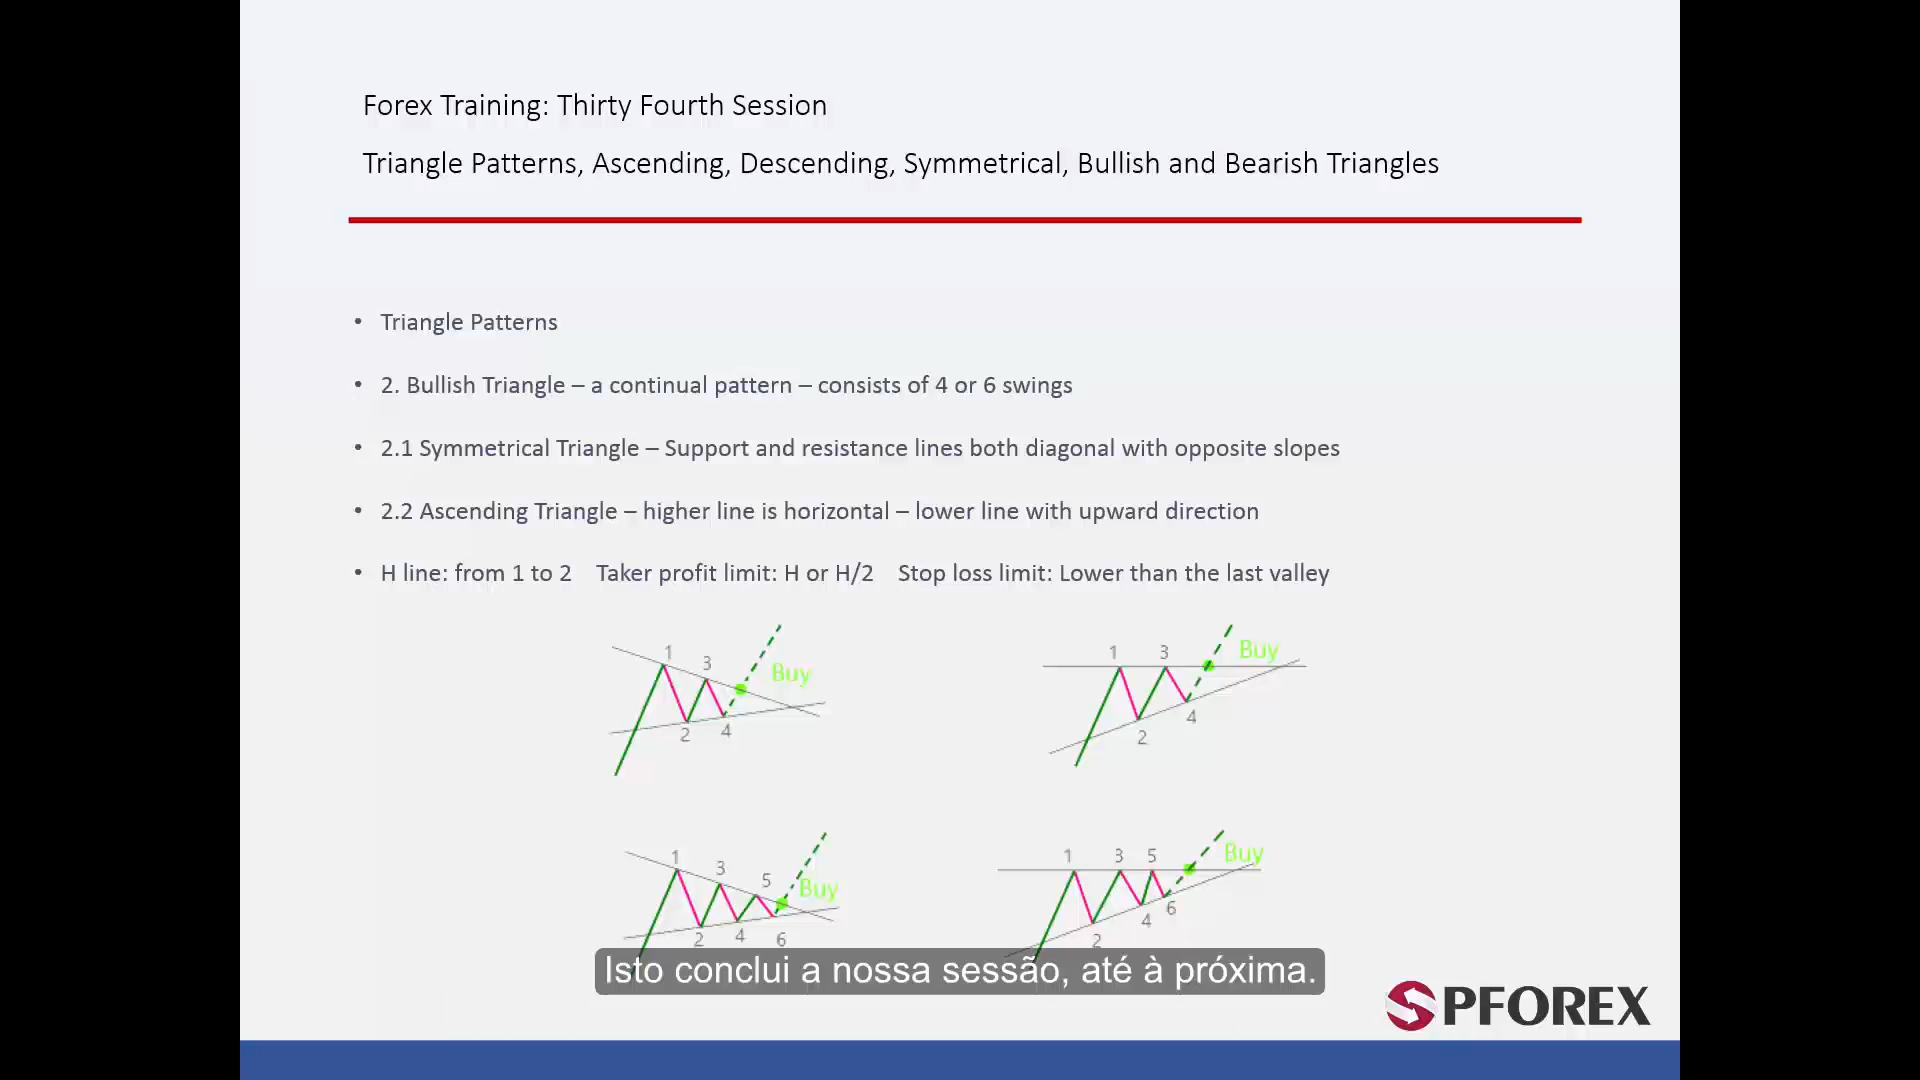 Forex Training: Thirty Fourth Session
Triangle Patterns, Ascending, Descending, Symmetrical, Bullish and Bearish Triangles
• Triangle Patterns
• 2. Bullish Triangle – a continual pattern – consists of 4 or 6 swings
• 2.1 Symmetrical Triangle – Support and resistance lines both diagonal with opposite slopes
• 2.2 Ascending Triangle – higher line is horizontal – lower line with upward direction
• H line: from 1 to 2    Taker profit limit: H or H/2    Stop loss limit: Lower than the last valley
1 3 Buy
2 4
1 3 Buy
2 4
1 3 5 Buy
2 4 6
1 3 5 Buy
2 4 6
Isto conclui a nossa sessão, até à próxima.
SPFOREX